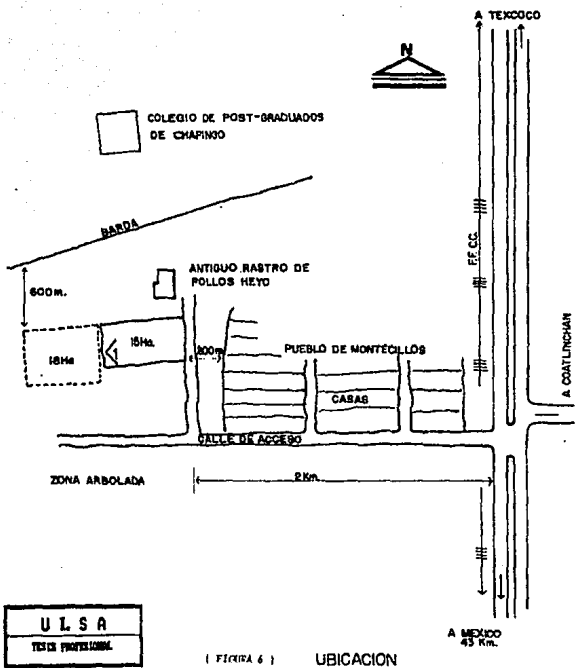 A TEXCOCO
N
COLEGIO DE POST-GRADUADOS
DE CHAPINGO
BARDA
F.F.C.C.
600m.
ANTIGUO RASTRO DE
POLLOS HEYO
18Ha
15Ha.
200m
PUEBLO DE MONTECILLOS
CASAS
A COATLINCHAN
CALLE DE ACCESO
ZONA ARBOLADA
2Km.
U L S A
TESIS PROFESIONAL
A MEXICO
43 Km.
( FIGURA 6 )
UBICACION